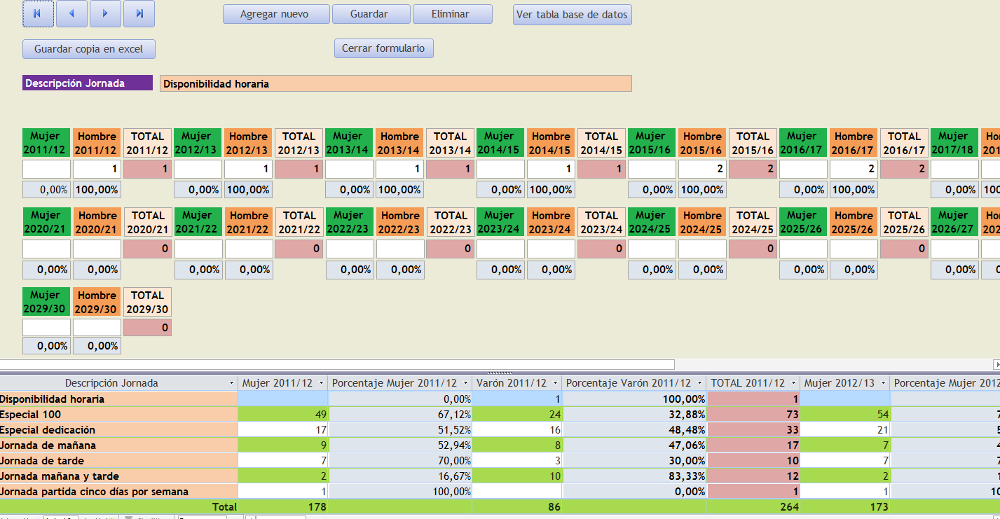 Agregar nuevo Guardar Eliminar Ver tabla base de datos
Guardar copia en excel Cerrar formulario
Descripción Jornada Disponibilidad horaria
Mujer Hombre TOTAL Mujer Hombre TOTAL Mujer Hombre TOTAL Mujer Hombre TOTAL Mujer Hombre TOTAL Mujer Hombre TOTAL Mujer Hom
2011/12 2011/12 2011/12 2012/13 2012/13 2012/13 2013/14 2013/14 2013/14 2014/15 2014/15 2014/15 2015/16 2015/16 2015/16 2016/17 2016/17 2016/17 2017/18 201
1 1 1 1 1 1 1 1 2 2 2 2
0,00% 100,00% 0,00% 100,00% 0,00% 100,00% 0,00% 100,00% 0,00% 100,00% 0,00% 100,00% 0,00% 100
Mujer Hombre TOTAL Mujer Hombre TOTAL Mujer Hombre TOTAL Mujer Hombre TOTAL Mujer Hombre TOTAL Mujer Hombre TOTAL Mujer Hom
2020/21 2020/21 2020/21 2021/22 2021/22 2021/22 2022/23 2022/23 2022/23 2023/24 2023/24 2023/24 2024/25 2024/25 2024/25 2025/26 2025/26 2025/26 2026/27 202
0 0 0 0 0 0
0,00% 0,00% 0,00% 0,00% 0,00% 0,00% 0,00% 0,00% 0,00% 0,00% 0,00% 0,00% 0,00%
Mujer Hombre TOTAL
2029/30 2029/30 2029/30
0
0,00% 0,00%
Descripción Jornada Mujer 2011/12 Porcentaje Mujer 2011/12 Varón 2011/12 Porcentaje Varón 2011/12 TOTAL 2011/12 Mujer 2012/13 Porcentaje Mujer 2012
Disponibilidad horaria 0,00% 1 100,00% 1
Especial 100 49 67,12% 24 32,88% 73 54 7
Especial dedicación 17 51,52% 16 48,48% 33 21
Jornada de mañana 9 52,94% 8 47,06% 17 7
Jornada de tarde 7 70,00% 3 30,00% 10 7 7
Jornada mañana y tarde 2 16,67% 10 83,33% 12 2 1
Jornada partida cinco días por semana 1 100,00% 0,00% 1 1 10
Total 178 86 264 173